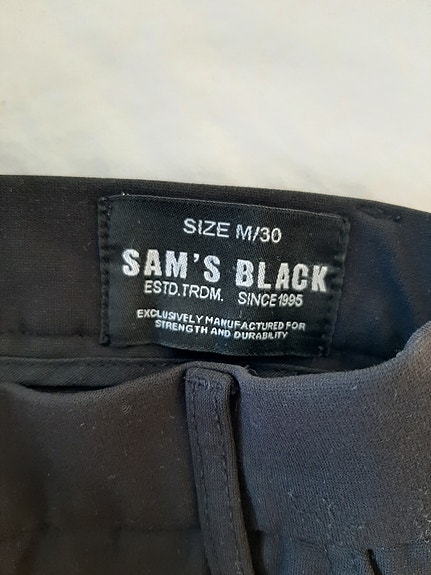 SIZE M/30
SAM'S BLACK
ESTD.TRDM. SINCE 1995
EXCLUSIVELY MANUFACTURED FOR
STRENGTH AND DURABILITY